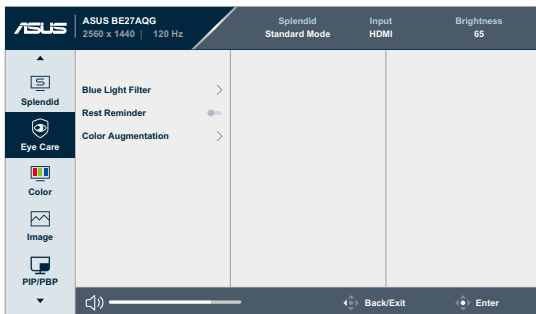 ASUS
ASUS BE27AQG
2560 x 1440 | 120 Hz
Splendid
Standard Mode
Input
HDMI
Brightness
65
Splendid
Eye Care
Color
Image
PIP/PBP
Blue Light Filter
Rest Reminder
Color Augmentation
Back/Exit
Enter